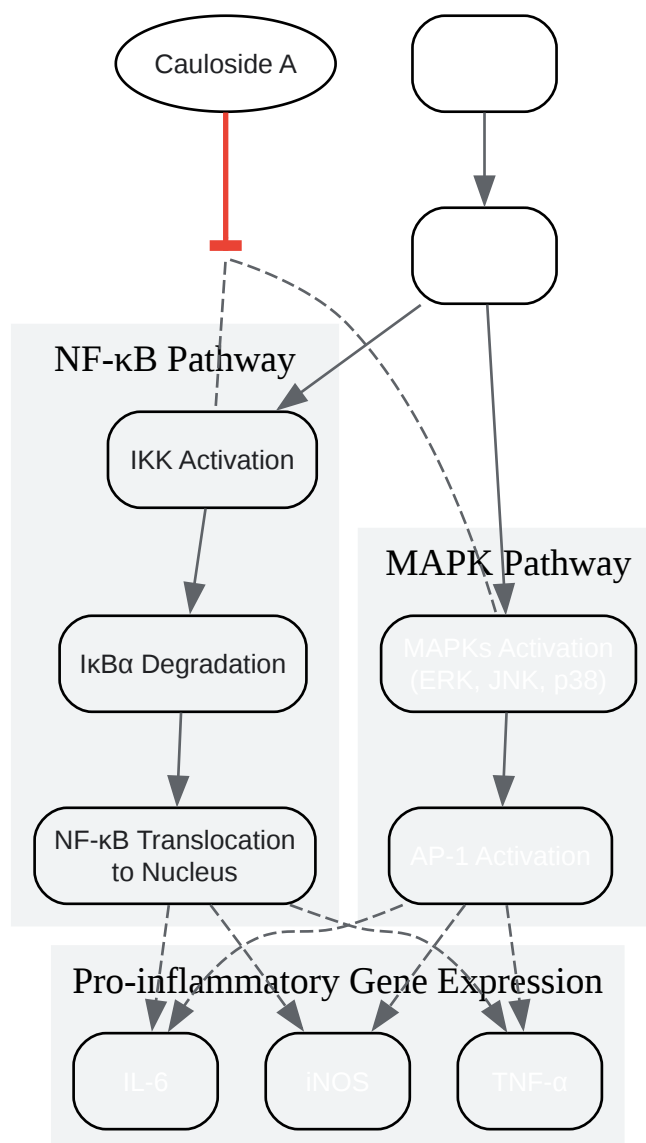 Cauloside A
NF-κB Pathway
IKK Activation
MAPK Pathway
IκBα Degradation
MAPKs Activation
(ERK, JNK, p38)
NF-κB Translocation
to Nucleus
AP-1 Activation
Pro-inflammatory Gene Expression
IL-6
iNOS
TNF-α